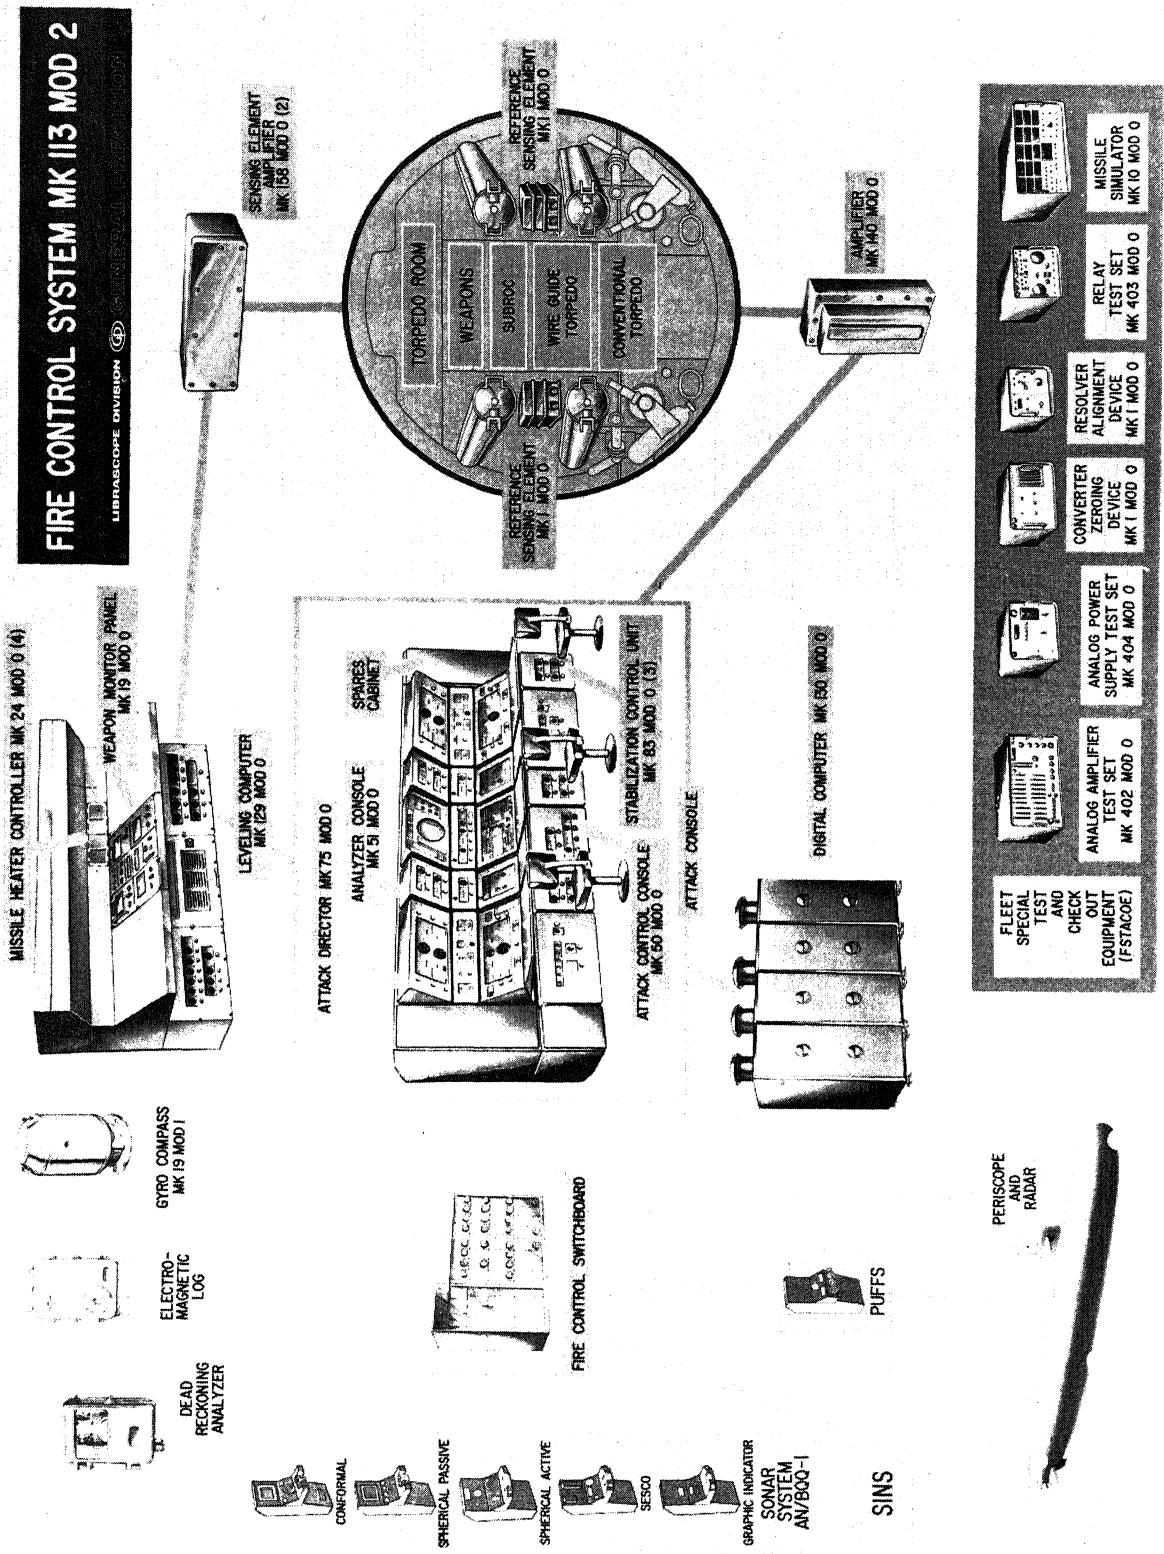 FIRE CONTROL SYSTEM MK 113 MOD 2
LIBRASCOPE DIVISION GP GENERAL PRECISION
DEAD
RECKONING
ANALYZER
ELECTRO-
MAGNETIC
LOG
GYRO COMPASS
MK 19 MOD 1
MISSILE HEATER CONTROLLER MK 24 MOD 0 (4)
WEAPON MONITOR PANEL
MK 19 MOD 0
LEVELING COMPUTER
MK 129 MOD 0
SENSING ELEMENT
AMPLIFIER
MK 158 MOD 0 (2)
CONFORMAL
SPHERICAL PASSIVE
SPHERICAL ACTIVE
SESCO
GRAPHIC INDICATOR
SONAR
SYSTEM
AN/BQQ-1
SINS
FIRE CONTROL SWITCHBOARD
PUFFS
PERISCOPE
AND
RADAR
ATTACK DIRECTOR MK 75 MOD 0
ANALYZER CONSOLE
MK 51 MOD 0
SPARES
CABINET
ATTACK CONTROL CONSOLE
MK 50 MOD 0
STABILIZATION CONTROL UNIT
MK 83 MOD 0 (3)
ATTACK CONSOLE
DIGITAL COMPUTER MK 130 MOD 0
REFERENCE
SENSING ELEMENT
MK 1 MOD 0
TORPEDO ROOM
WEAPONS
SUBROC
WIRE GUIDE
TORPEDO
CONVENTIONAL
TORPEDO
REFERENCE
SENSING ELEMENT
MK 1 MOD 0
AMPLIFIER
MK 140 MOD 0
FLEET
SPECIAL
TEST
AND
CHECK
OUT
EQUIPMENT
(FSTACOE)
ANALOG AMPLIFIER
TEST SET
MK 402 MOD 0
ANALOG POWER
SUPPLY TEST SET
MK 404 MOD 0
CONVERTER
ZEROING
DEVICE
MK 1 MOD 0
RESOLVER
ALIGNMENT
DEVICE
MK 1 MOD 0
RELAY
TEST SET
MK 403 MOD 0
MISSILE
SIMULATOR
MK 10 MOD 0